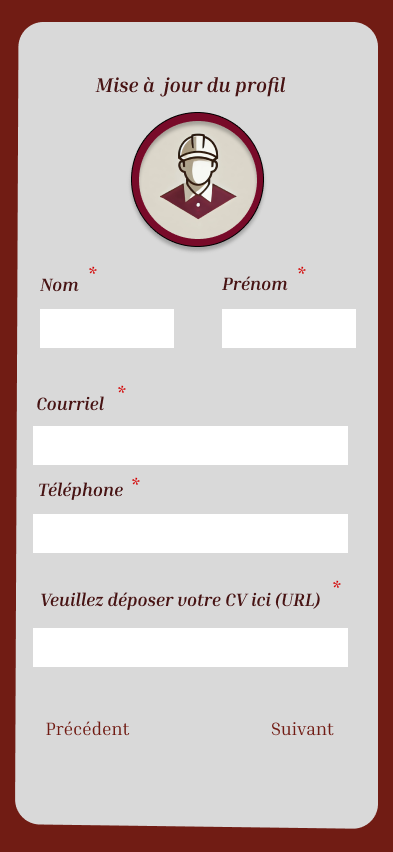 Mise à jour du profil
Nom *
Prénom *
Courriel *
Téléphone *
Veuillez déposer votre CV ici (URL) *
Précédent
Suivant